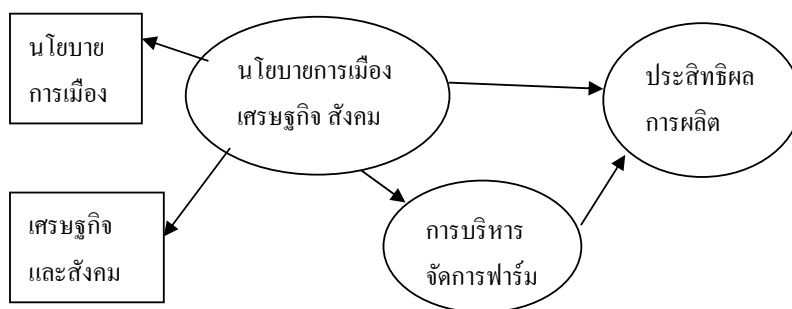 นโยบาย
การเมือง
นโยบายการเมือง
เศรษฐกิจ สังคม
ประสิทธิผล
การผลิต
เศรษฐกิจ
และสังคม
การบริหาร
จัดการฟาร์ม